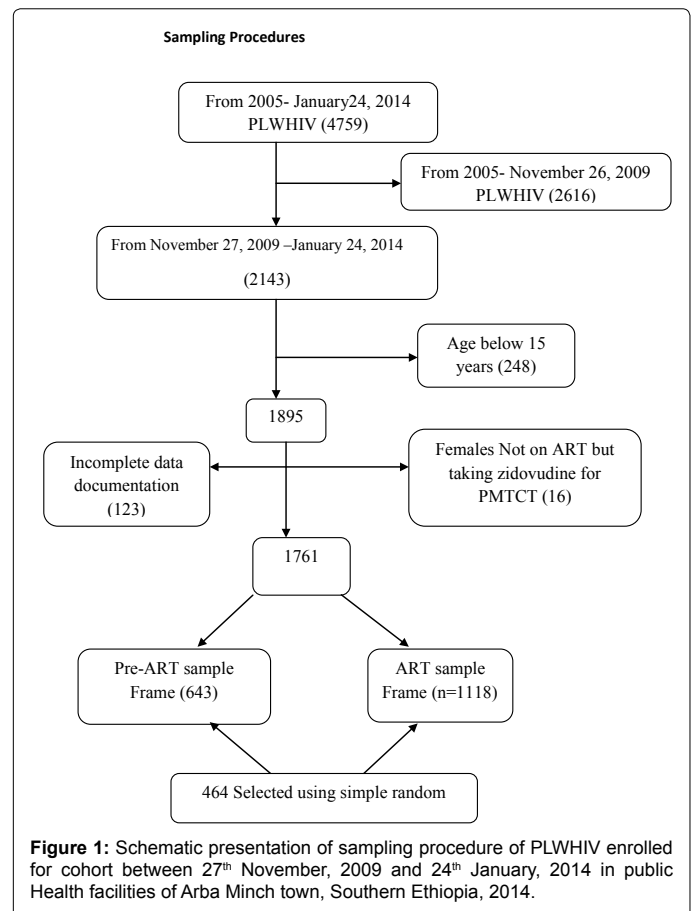 Sampling Procedures
From 2005- January24, 2014
PLWHIV (4759)
From 2005- November 26, 2009
PLWHIV (2616)
From November 27, 2009 –January 24, 2014
(2143)
Age below 15
years (248)
1895
Incomplete data
documentation
(123)
Females Not on ART but
taking zidovudine for
PMTCT (16)
1761
Pre-ART sample
Frame (643)
ART sample
Frame (n=1118)
464 Selected using simple random
Figure 1: Schematic presentation of sampling procedure of PLWHIV enrolled
for cohort between 27th November, 2009 and 24th January, 2014 in public
Health facilities of Arba Minch town, Southern Ethiopia, 2014.